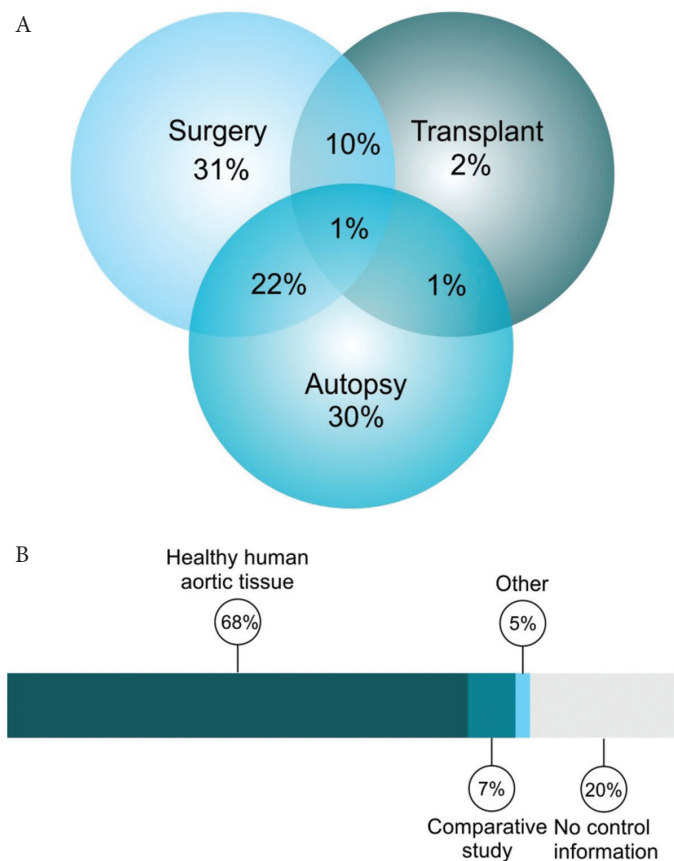 A
Surgery
31%
10%
Transplant
2%
1%
22%
1%
Autopsy
30%
B
Healthy human
aortic tissue
68%
Other
5%
7%
Comparative
study
20%
No control
information